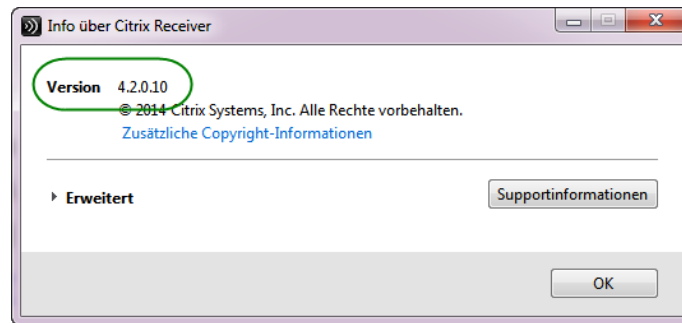 Info über Citrix Receiver
Version 4.2.0.10
© 2014 Citrix Systems, Inc. Alle Rechte vorbehalten.
Zusätzliche Copyright-Informationen
Erweitert
Supportinformationen
OK